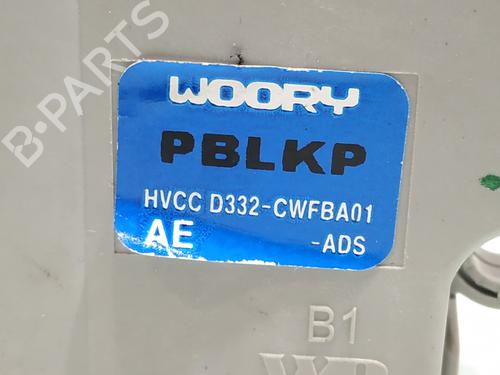 WOORY
PBLKP
HVCC D332-CWFBA01
AE -ADS
B1
B-PARTS